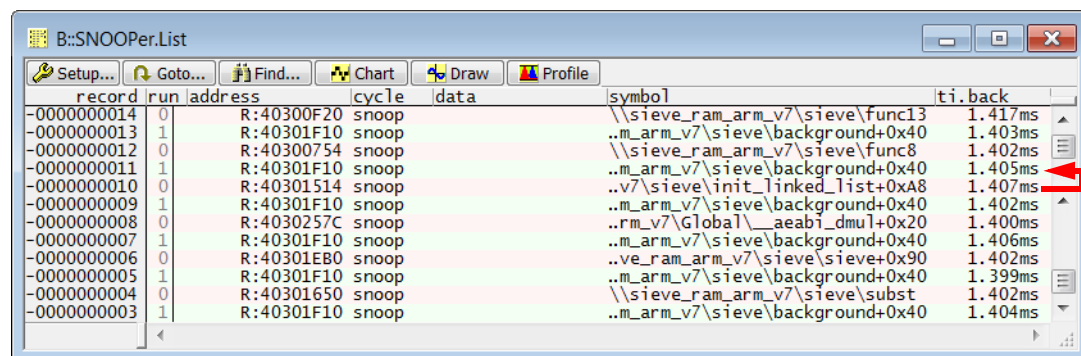 B::SNOOPer.List
Setup... Goto... Find... Chart Draw Profile
record run address cycle data symbol ti.back
-0000000014 0 R:40300F20 snoop \\sieve_ram_arm_v7\sieve\func13 1.417ms
-0000000013 1 R:40301F10 snoop ..m_arm_v7\sieve\background+0x40 1.403ms
-0000000012 0 R:40300754 snoop \\sieve_ram_arm_v7\sieve\func8 1.402ms
-0000000011 1 R:40301F10 snoop ..m_arm_v7\sieve\background+0x40 1.405ms
-0000000010 0 R:40301514 snoop ..v7\sieve\init_linked_list+0xA8 1.407ms
-0000000009 1 R:40301F10 snoop ..m_arm_v7\sieve\background+0x40 1.402ms
-0000000008 0 R:4030257C snoop ..rm_v7\Global\__aeabi_dmul+0x20 1.400ms
-0000000007 1 R:40301F10 snoop ..m_arm_v7\sieve\background+0x40 1.406ms
-0000000006 0 R:40301EB0 snoop ..ve_ram_arm_v7\sieve\sieve+0x90 1.402ms
-0000000005 1 R:40301F10 snoop ..m_arm_v7\sieve\background+0x40 1.399ms
-0000000004 0 R:40301650 snoop \\sieve_ram_arm_v7\sieve\subst 1.402ms
-0000000003 1 R:40301F10 snoop ..m_arm_v7\sieve\background+0x40 1.404ms